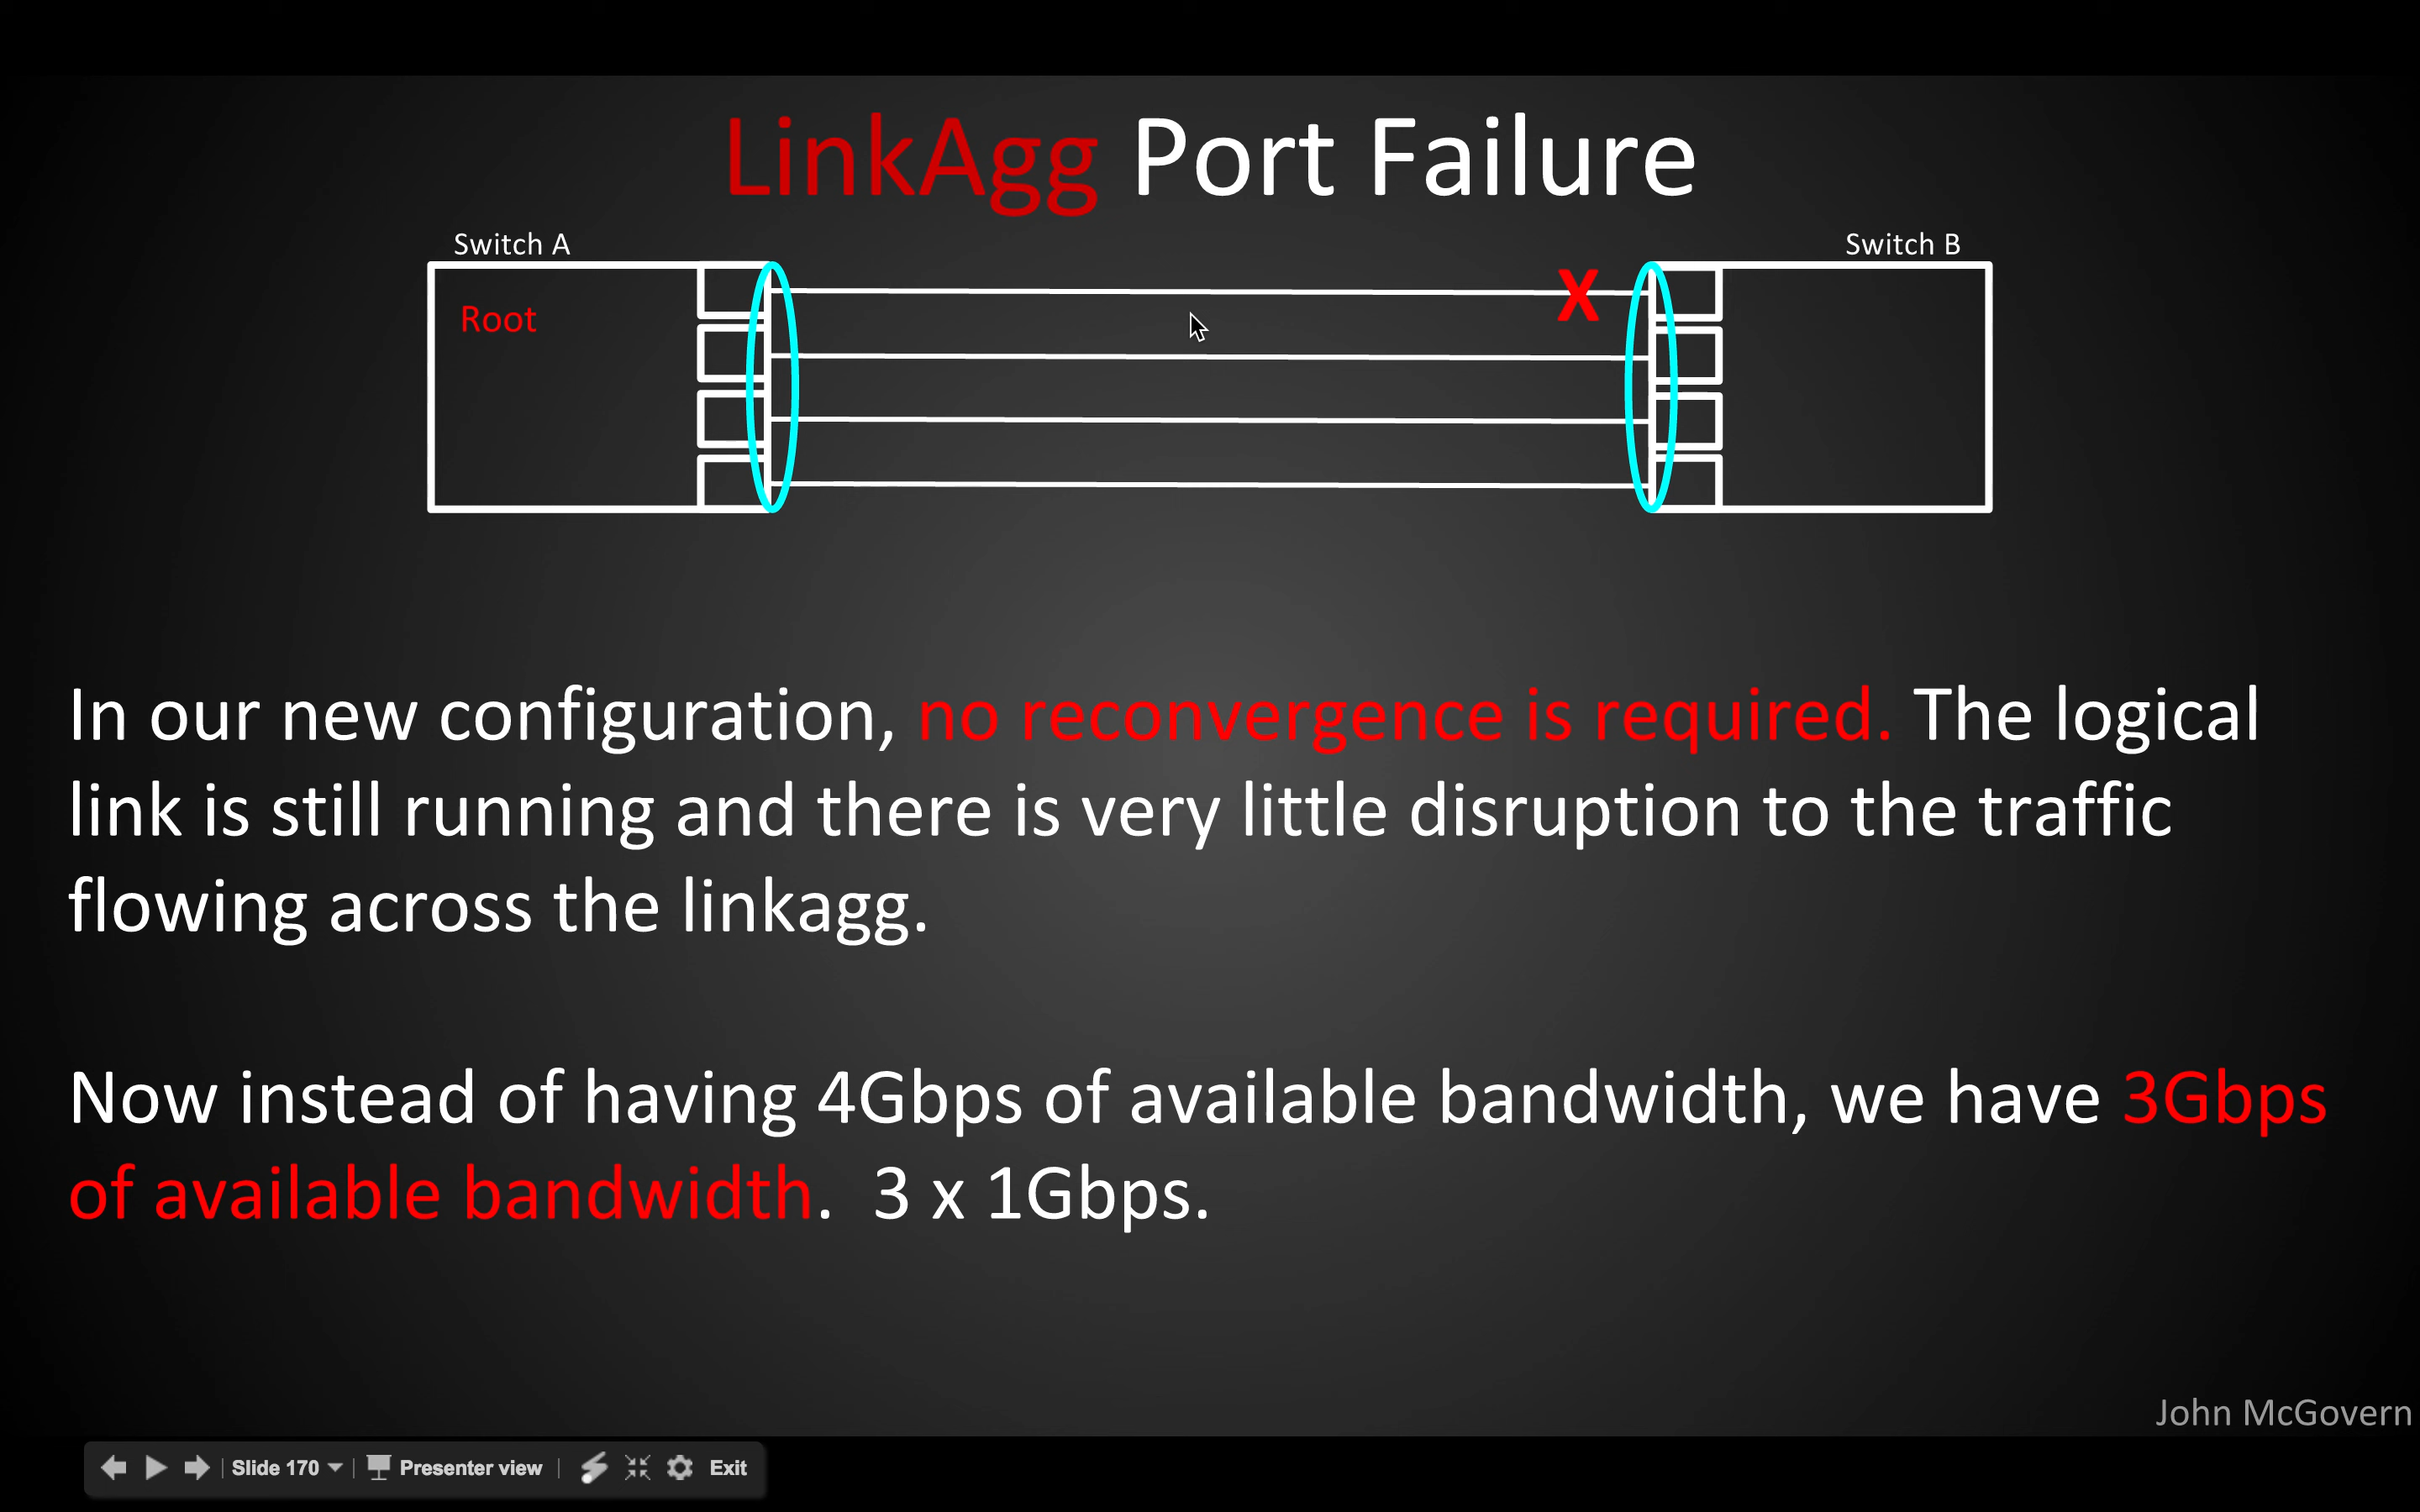 LinkAgg Port Failure
Switch A
Switch B
Root
X
In our new configuration, no reconvergence is required. The logical
link is still running and there is very little disruption to the traffic
flowing across the linkagg.
Now instead of having 4Gbps of available bandwidth, we have 3Gbps
of available bandwidth.  3 x 1Gbps.
John McGovern
Slide 170
Presenter view
Exit